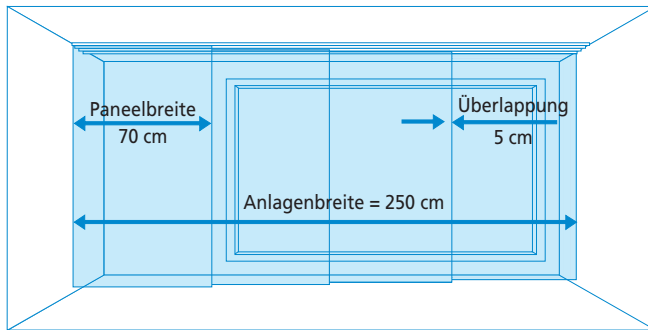 Paneelbreite
70 cm
Überlappung
5 cm
Anlagenbreite = 250 cm